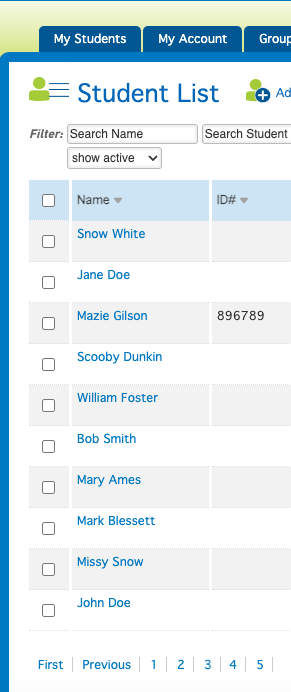 My Students My Account Group
Student List Ad
Filter: Search Name Search Student
show active
Name ID#
Snow White
Jane Doe
Mazie Gilson 896789
Scooby Dunkin
William Foster
Bob Smith
Mary Ames
Mark Blessett
Missy Snow
John Doe
First Previous 1 2 3 4 5